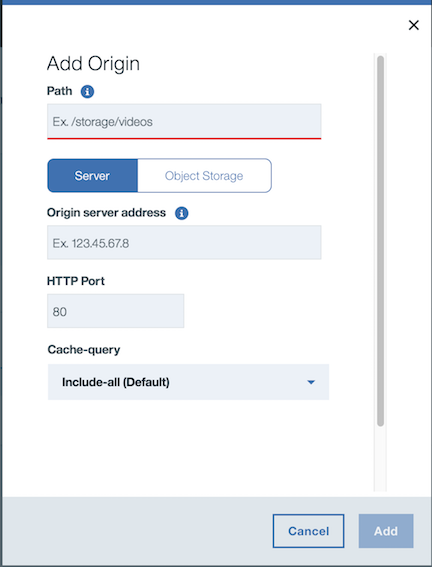 Add Origin
Path
Ex. /storage/videos
Server Object Storage
Origin server address
Ex. 123.45.67.8
HTTP Port
80
Cache-query
Include-all (Default)
Cancel Add